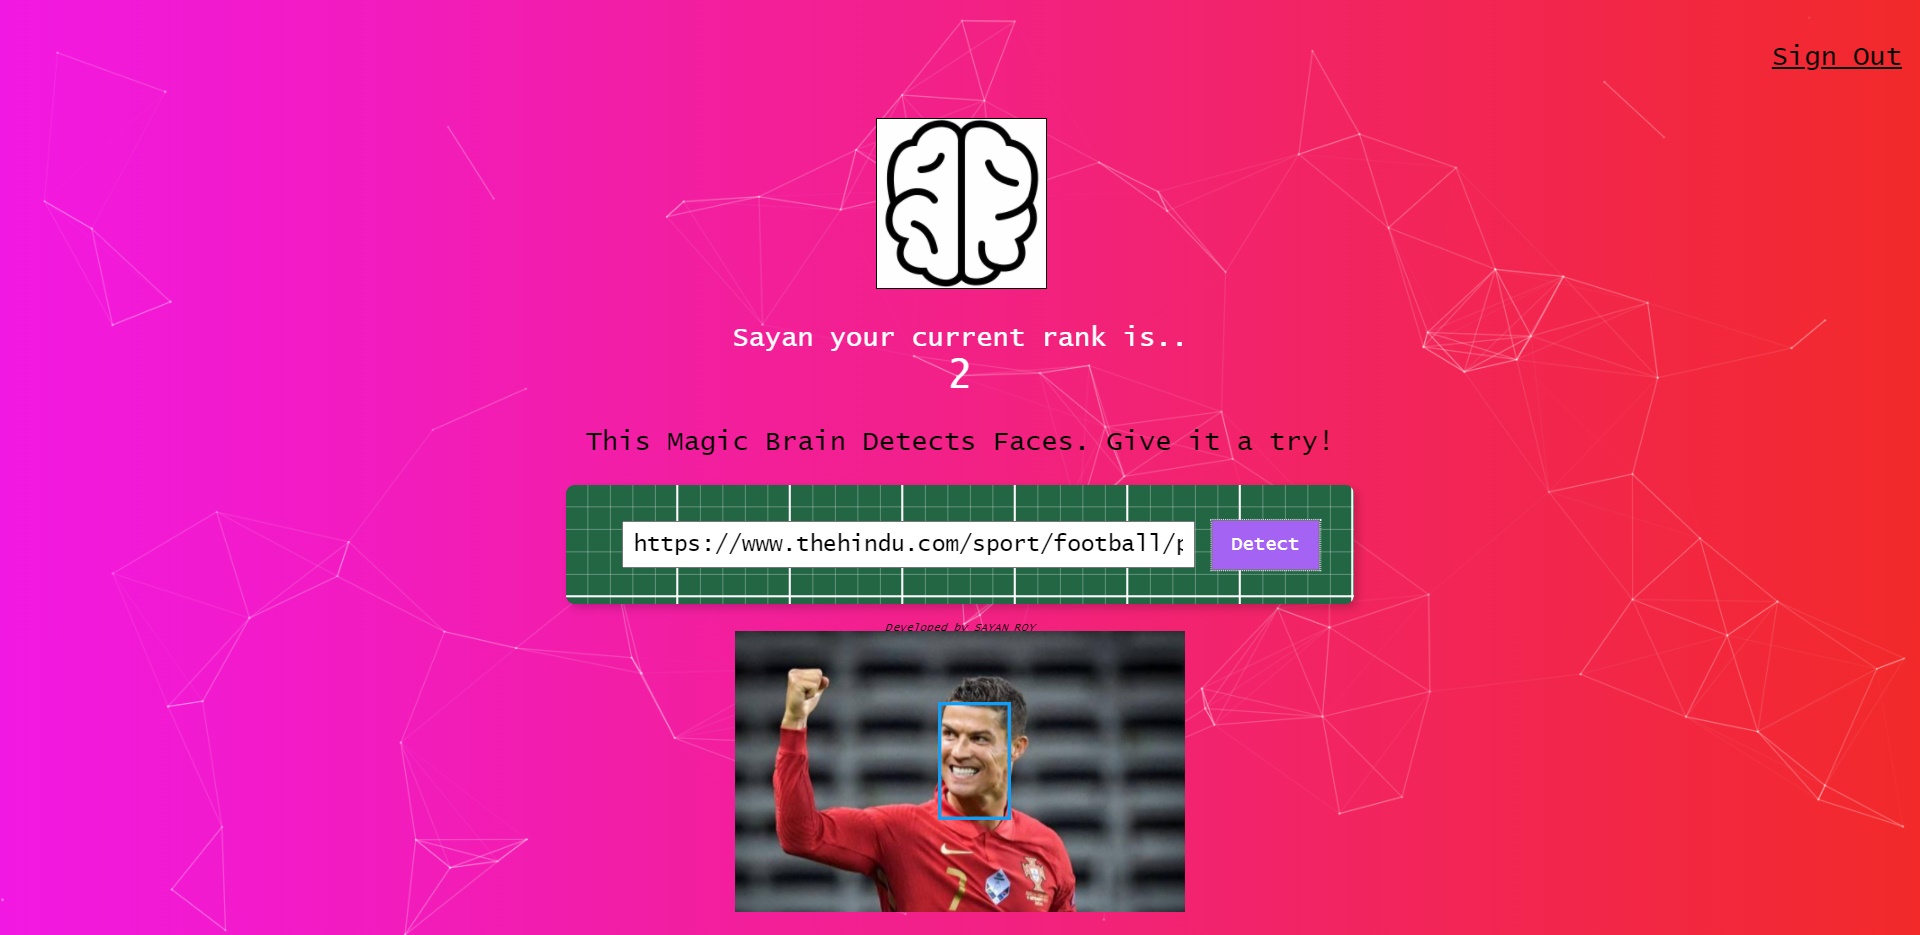 Sign Out
Sayan your current rank is..
2
This Magic Brain Detects Faces. Give it a try!
https://www.thehindu.com/sport/football/p
Detect
Developed by SAYAN ROY
7